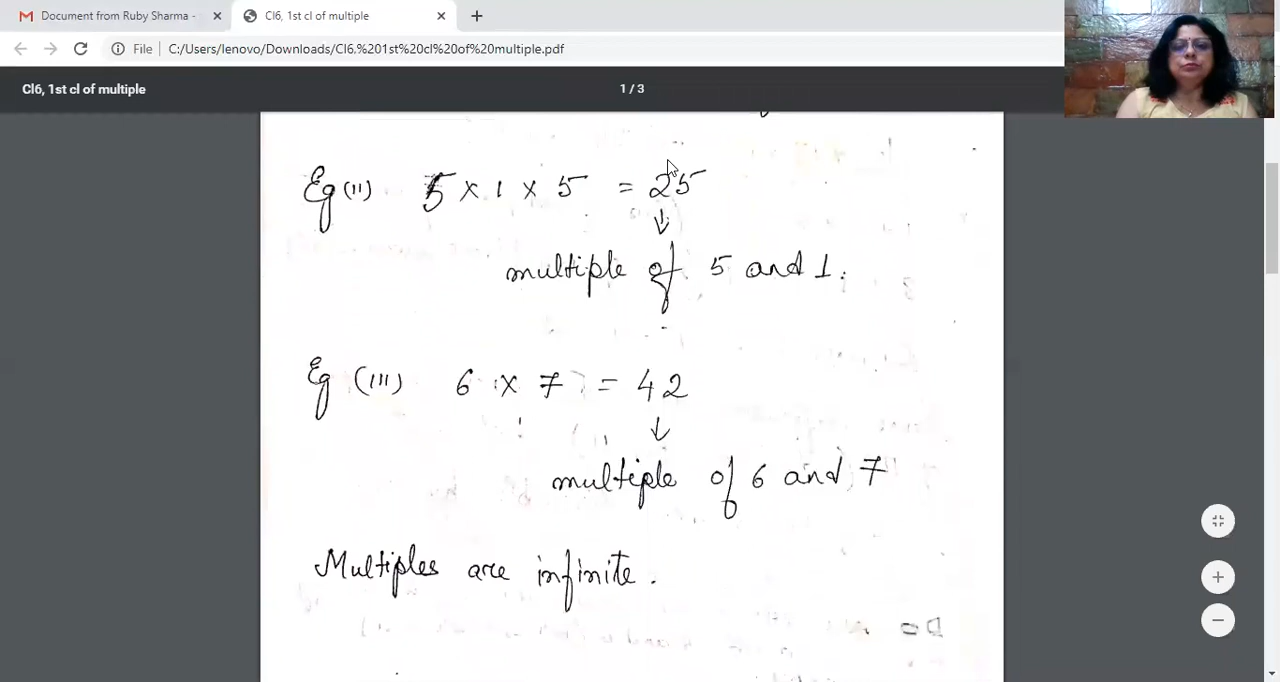 Document from Ruby Sharma -
Cl6, 1st cl of multiple
File
C:/Users/lenovo/Downloads/Cl6.%201st%20cl%20of%20multiple.pdf
Cl6, 1st cl of multiple
1 / 3
Eg (ii) 5 × 1 × 5 = 25
↓
multiple of 5 and 1.
Eg (iii) 6 × 7 = 42
↓
multiple of 6 and 7
Multiples are infinite.